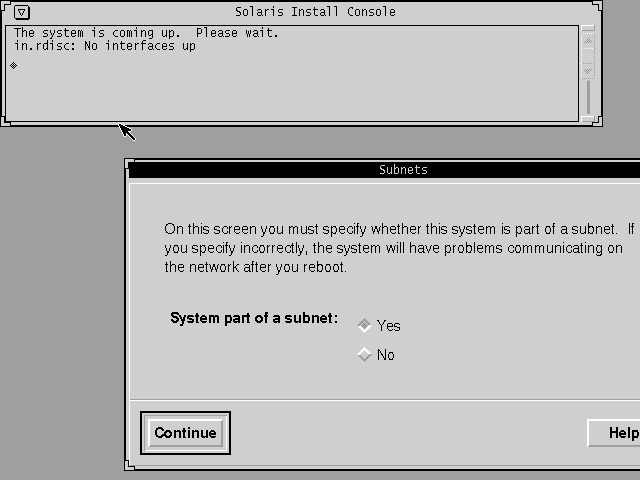 Solaris Install Console
The system is coming up.  Please wait.
in.rdisc: No interfaces up
Subnets
On this screen you must specify whether this system is part of a subnet.  If
you specify incorrectly, the system will have problems communicating on
the network after you reboot.
System part of a subnet:
Yes
No
Continue
Help